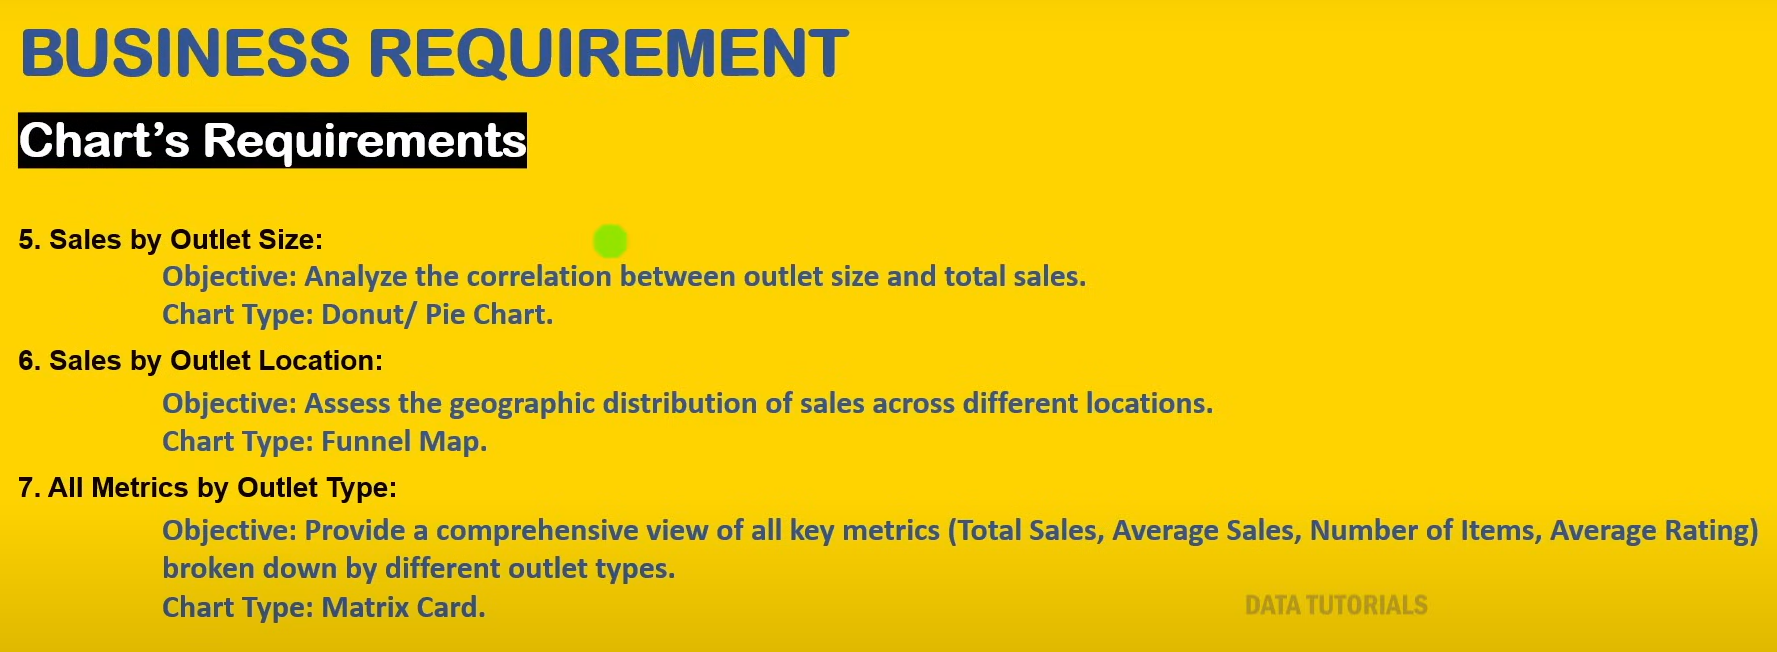 BUSINESS REQUIREMENT
Chart’s Requirements
5. Sales by Outlet Size:
Objective: Analyze the correlation between outlet size and total sales.
Chart Type: Donut/ Pie Chart.
6. Sales by Outlet Location:
Objective: Assess the geographic distribution of sales across different locations.
Chart Type: Funnel Map.
7. All Metrics by Outlet Type:
Objective: Provide a comprehensive view of all key metrics (Total Sales, Average Sales, Number of Items, Average Rating)
broken down by different outlet types.
Chart Type: Matrix Card.
DATA TUTORIALS